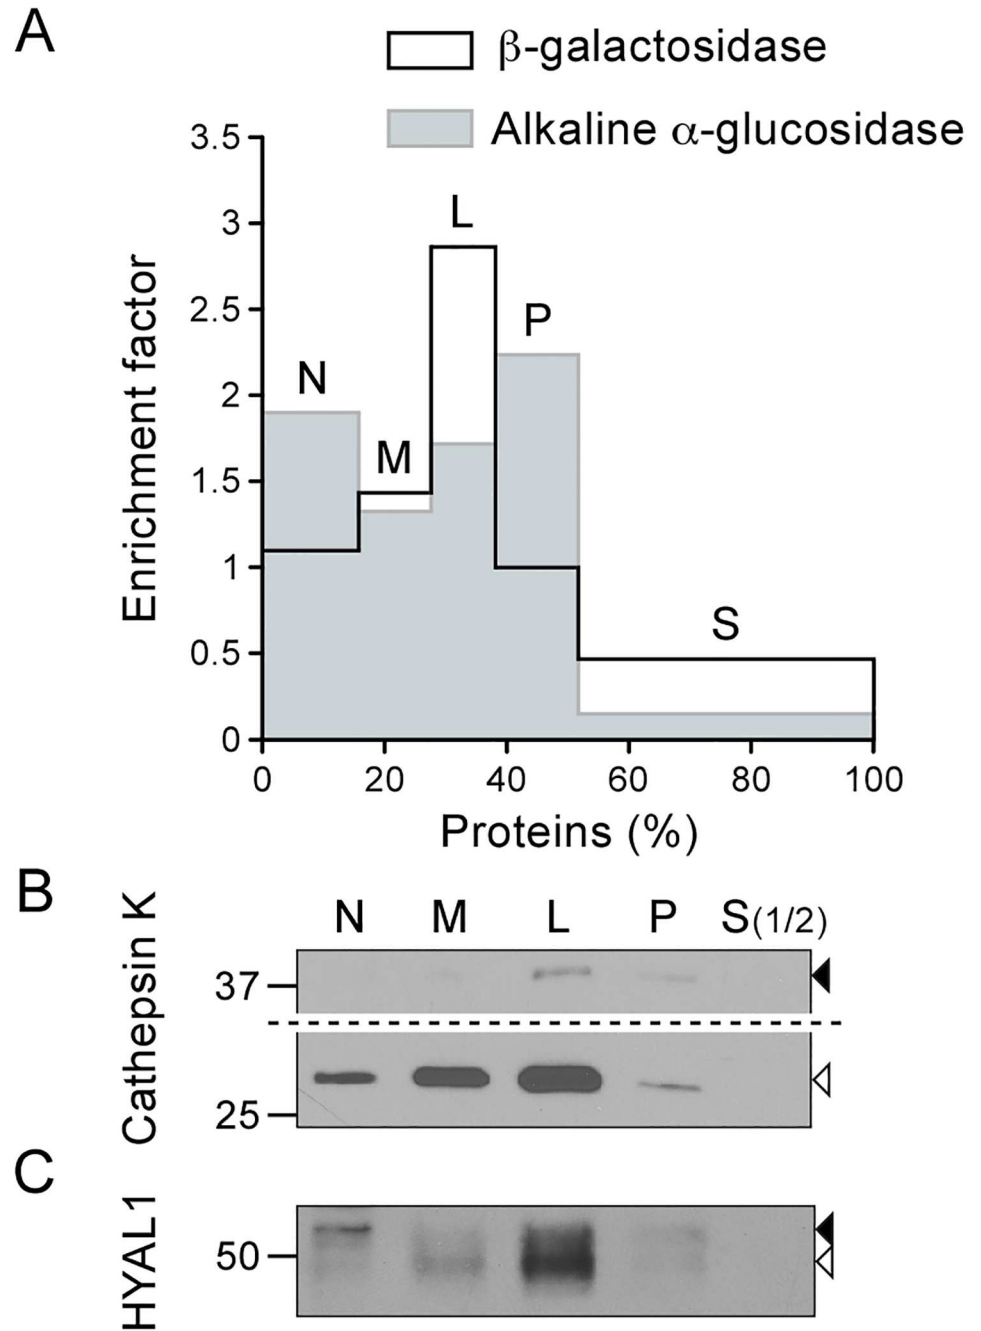 A
β-galactosidase
Alkaline α-glucosidase
3.5
3
2.5
2
1.5
1
0.5
0
Enrichment factor
N
M
L
P
S
0 20 40 60 80 100
Proteins (%)
B
Cathepsin K
N M L P S(1/2)
37
25
C
HYAL1
50